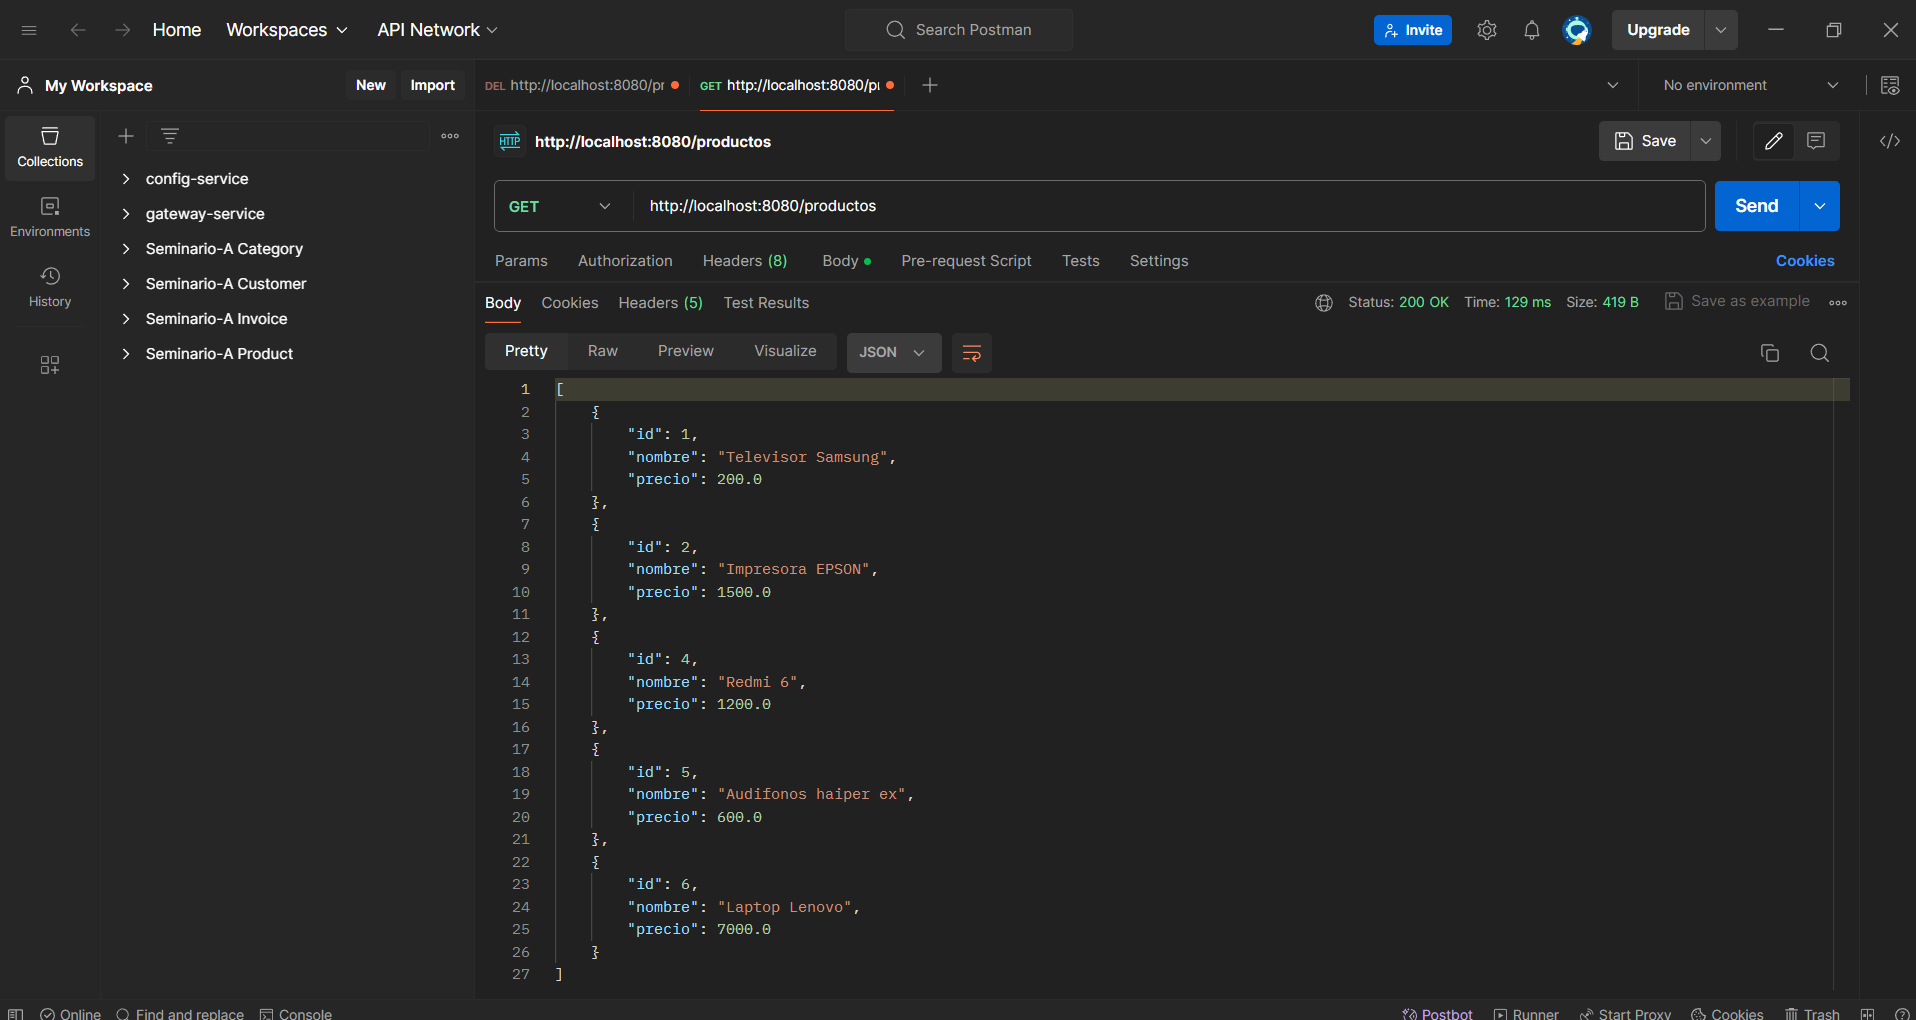 Home Workspaces API Network Search Postman Invite Upgrade
My Workspace New Import DEL http://localhost:8080/pr GET http://localhost:8080/pı No environment
HTTP http://localhost:8080/productos Save
Collections
Environments
History
config-service
gateway-service
Seminario-A Category
Seminario-A Customer
Seminario-A Invoice
Seminario-A Product
GET http://localhost:8080/productos Send
Params Authorization Headers (8) Body Pre-request Script Tests Settings Cookies
Body Cookies Headers (5) Test Results Status: 200 OK Time: 129 ms Size: 419 B Save as example
Pretty Raw Preview Visualize JSON
1 [
2 {
3 "id": 1,
4 "nombre": "Televisor Samsung",
5 "precio": 200.0
6 },
7 {
8 "id": 2,
9 "nombre": "Impresora EPSON",
10 "precio": 1500.0
11 },
12 {
13 "id": 4,
14 "nombre": "Redmi 6",
15 "precio": 1200.0
16 },
17 {
18 "id": 5,
19 "nombre": "Audifonos haiper ex",
20 "precio": 600.0
21 },
22 {
23 "id": 6,
24 "nombre": "Laptop Lenovo",
25 "precio": 7000.0
26 }
27 ]
Online Find and replace Console Postbot Runner Start Proxy Cookies Trash